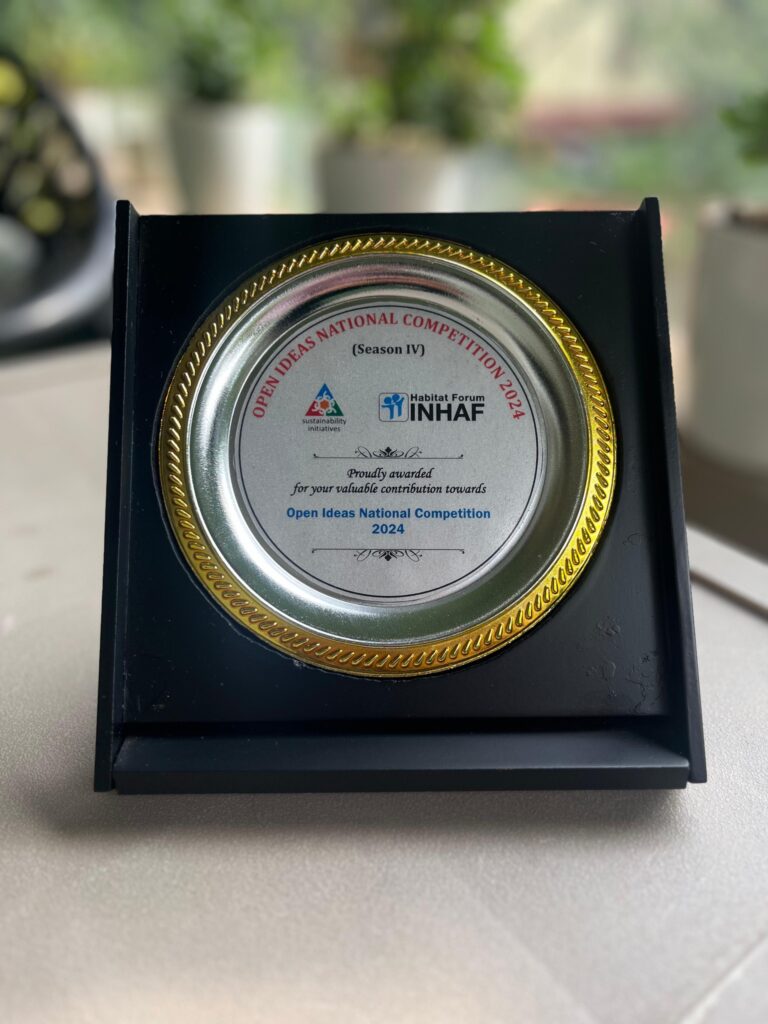 OPEN IDEAS NATIONAL COMPETITION 2024
(Season IV)
sustainability
initiatives
Habitat Forum
INHAF
Proudly awarded
for your valuable contribution towards
Open Ideas National Competition
2024